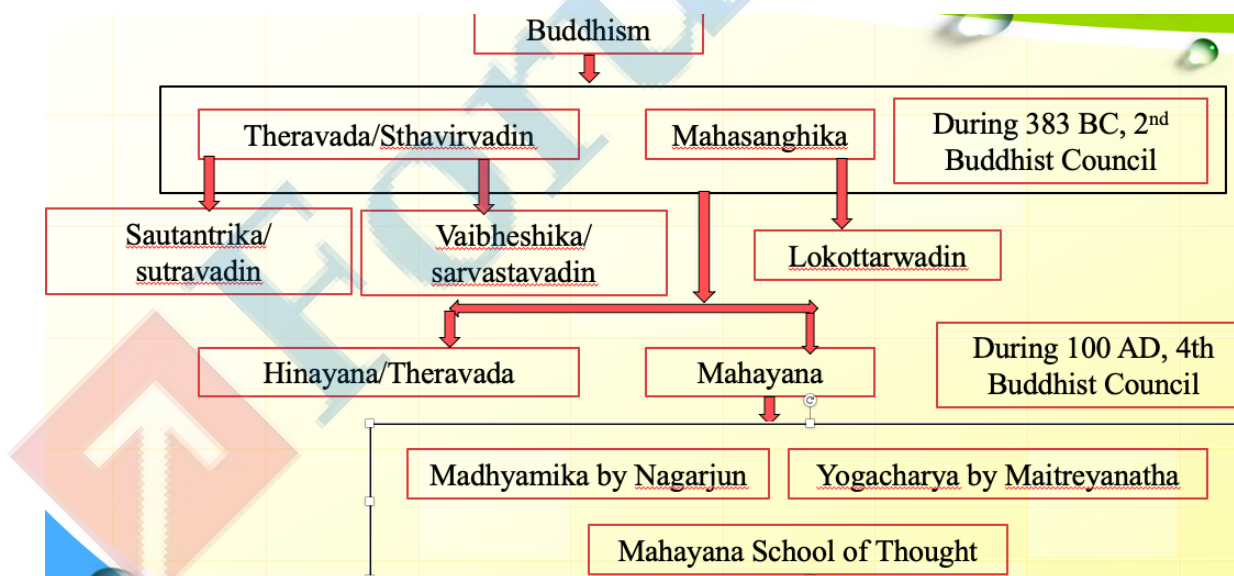 Buddhism
Theravada/Sthavirvadin
Mahasanghika
During 383 BC, 2nd
Buddhist Council
Sautantrika/
sutravadin
Vaibheshika/
sarvastavadin
Lokottarwadin
Hinayana/Theravada
Mahayana
During 100 AD, 4th
Buddhist Council
Madhyamika by Nagarjun
Yogacharya by Maitreyanatha
Mahayana School of Thought